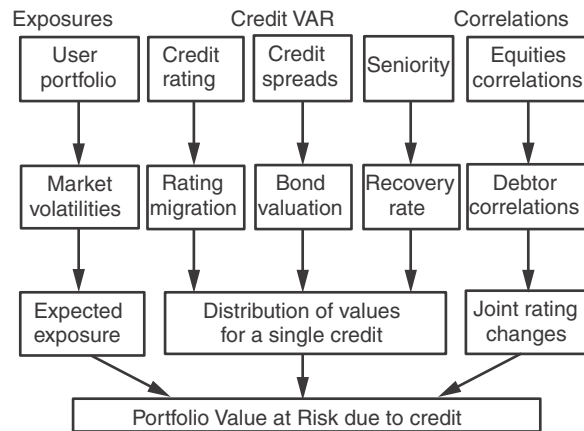 Exposures Credit VAR Correlations
User
portfolio
Credit
rating
Credit
spreads
Seniority
Equities
correlations
Market
volatilities
Rating
migration
Bond
valuation
Recovery
rate
Debtor
correlations
Expected
exposure
Distribution of values
for a single credit
Joint rating
changes
Portfolio Value at Risk due to credit